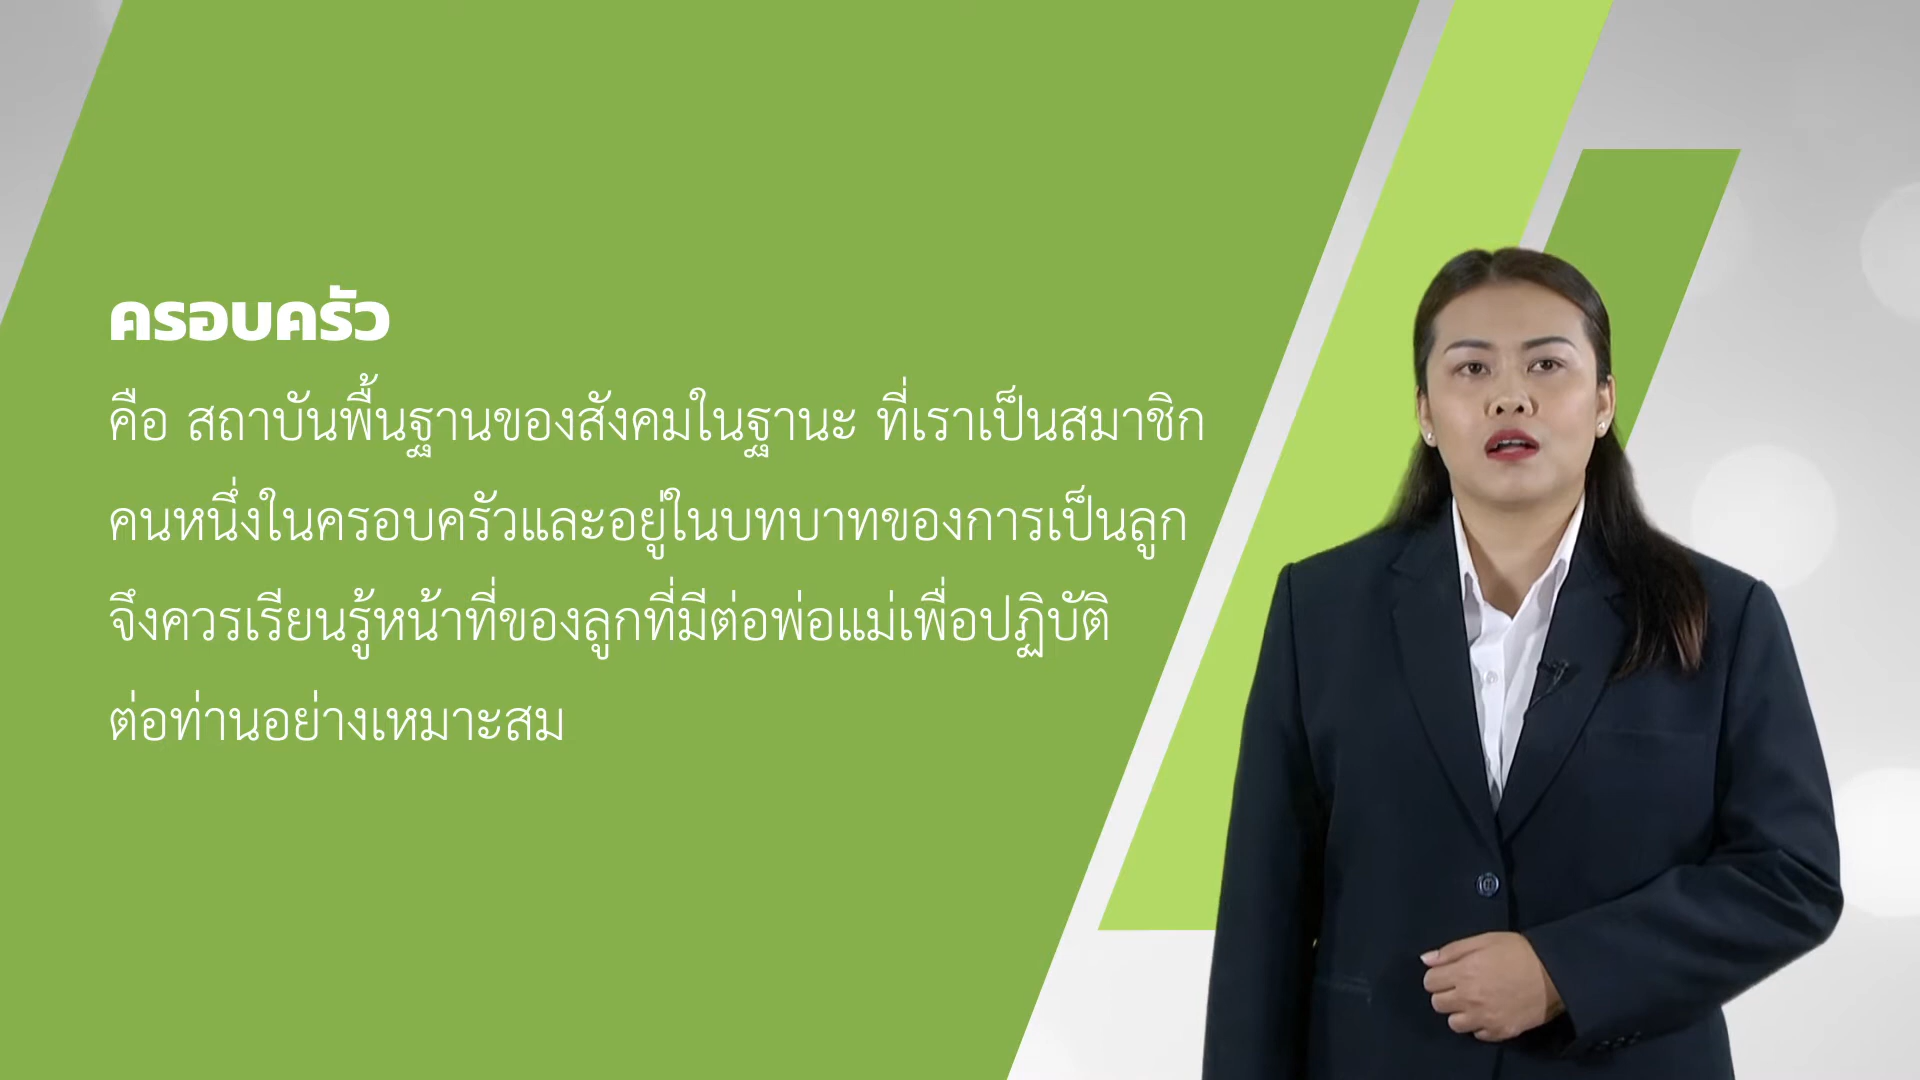 ครอบครัว
คือ สถาบันพื้นฐานของสังคมในฐานะ ที่เราเป็นสมาชิก
คนหนึ่งในครอบครัวและอยู่ในบทบาทของการเป็นลูก
จึงควรเรียนรู้หน้าที่ของลูกที่มีต่อพ่อแม่เพื่อปฏิบัติ
ต่อท่านอย่างเหมาะสม